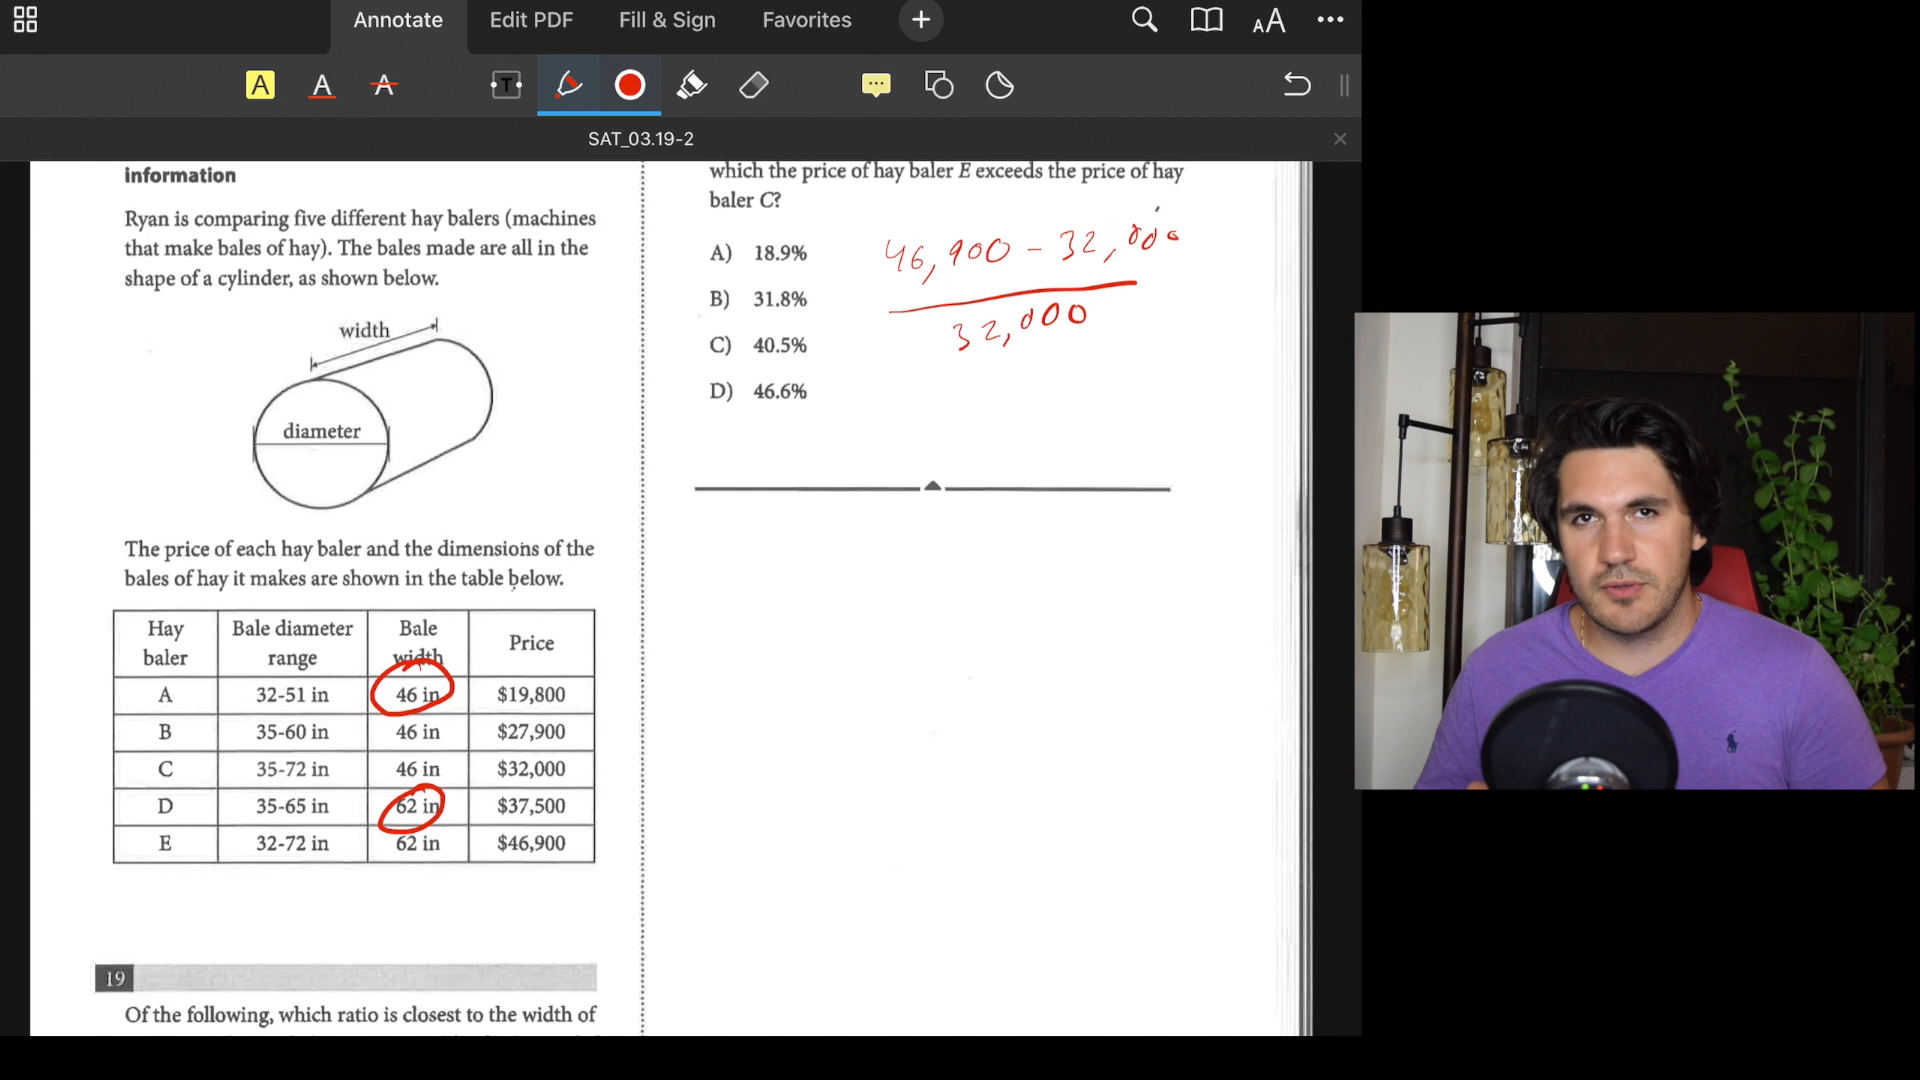 Annotate Edit PDF Fill & Sign Favorites +
A A A T AA
SAT_03.19-2
information
Ryan is comparing five different hay balers (machines
that make bales of hay). The bales made are all in the
shape of a cylinder, as shown below.
width
diameter
The price of each hay baler and the dimensions of the
bales of hay it makes are shown in the table below.
Hay baler Bale diameter range Bale width Price
A 32-51 in 46 in $19,800
B 35-60 in 46 in $27,900
C 35-72 in 46 in $32,000
D 35-65 in 62 in $37,500
E 32-72 in 62 in $46,900
19
Of the following, which ratio is closest to the width of
which the price of hay baler E exceeds the price of hay
baler C?
A) 18.9%
B) 31.8%
C) 40.5%
D) 46.6%
46,900 - 32,000
32,000